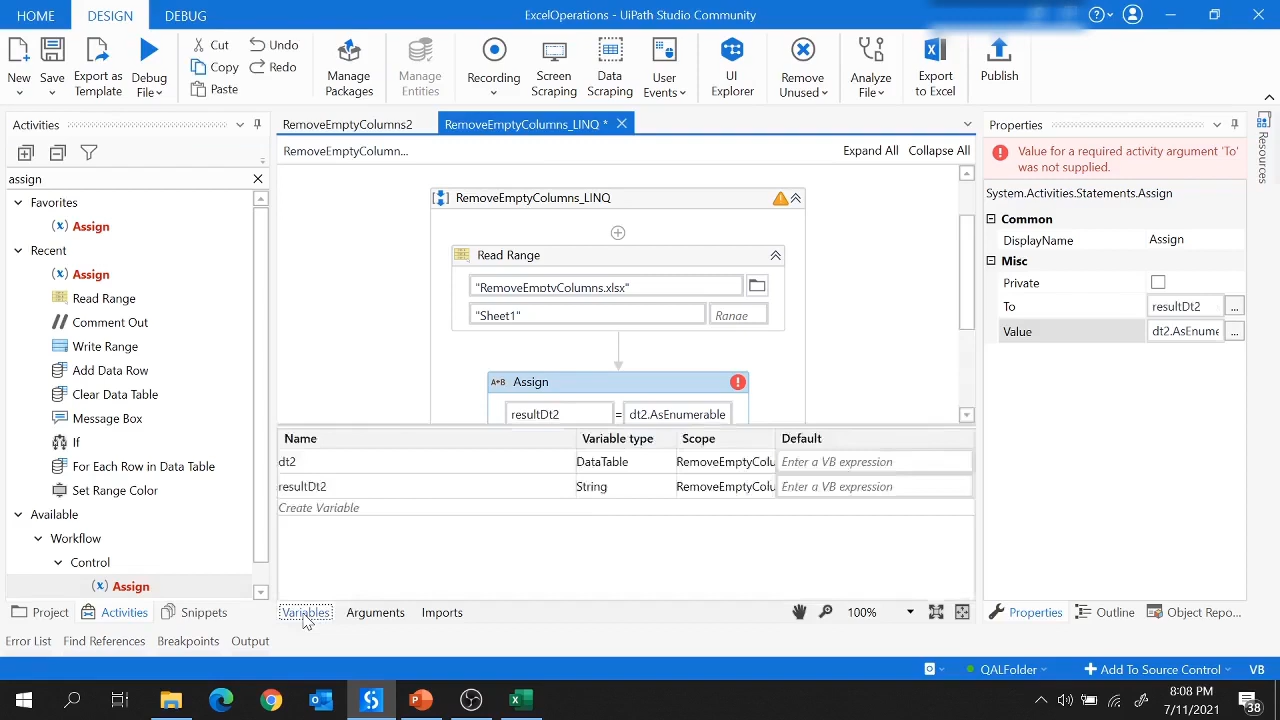 HOME
DESIGN
DEBUG
ExcelOperations - UiPath Studio Community
New
Save
Export as Template
Debug File
Cut
Copy
Paste
Undo
Redo
Manage Packages
Manage Entities
Recording
Screen Scraping
Data Scraping
User Events
UI Explorer
Remove Unused
Analyze File
Export to Excel
Publish
Activities
assign
Favorites
Assign
Recent
Assign
Read Range
Comment Out
Write Range
Add Data Row
Clear Data Table
Message Box
If
For Each Row in Data Table
Set Range Color
Available
Workflow
Control
Assign
Project
Activities
Snippets
RemoveEmptyColumns2
RemoveEmptyColumns_LINQ *
RemoveEmptyColumn...
Expand All
Collapse All
RemoveEmptyColumns_LINQ
Read Range
"RemoveEmptyColumns.xlsx"
"Sheet1"
Range
A*B Assign
resultDt2 = dt2.AsEnumerable
Name Variable type Scope Default
dt2 DataTable RemoveEmptyColu Enter a VB expression
resultDt2 String RemoveEmptyColu Enter a VB expression
Create Variable
Variables
Arguments
Imports
100%
Properties
Value for a required activity argument 'To'
was not supplied.
System.Activities.Statements.Assign
Common
DisplayName Assign
Misc
Private
To resultDt2 ...
Value dt2.AsEnume ...
Properties
Outline
Object Repo...
Resources
Error List
Find References
Breakpoints
Output
QALFolder
Add To Source Control
VB
8:08 PM
7/11/2021
38